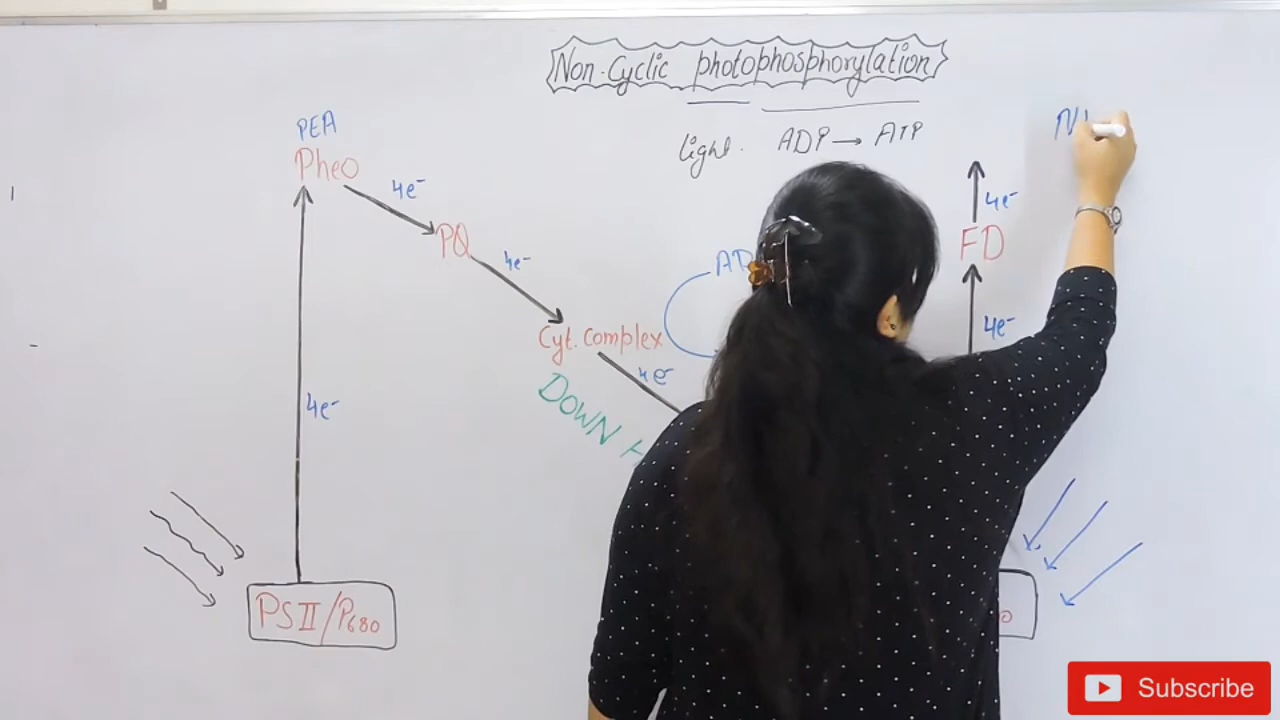 Non-Cyclic photophosphorylation
light. ADP → ATP
PEA
Pheo
4e⁻
PQ
4e⁻
Cyt. Complex
4e⁻
DOWN
4e⁻
FD
4e⁻
4e⁻
PSII/P680
Subscribe